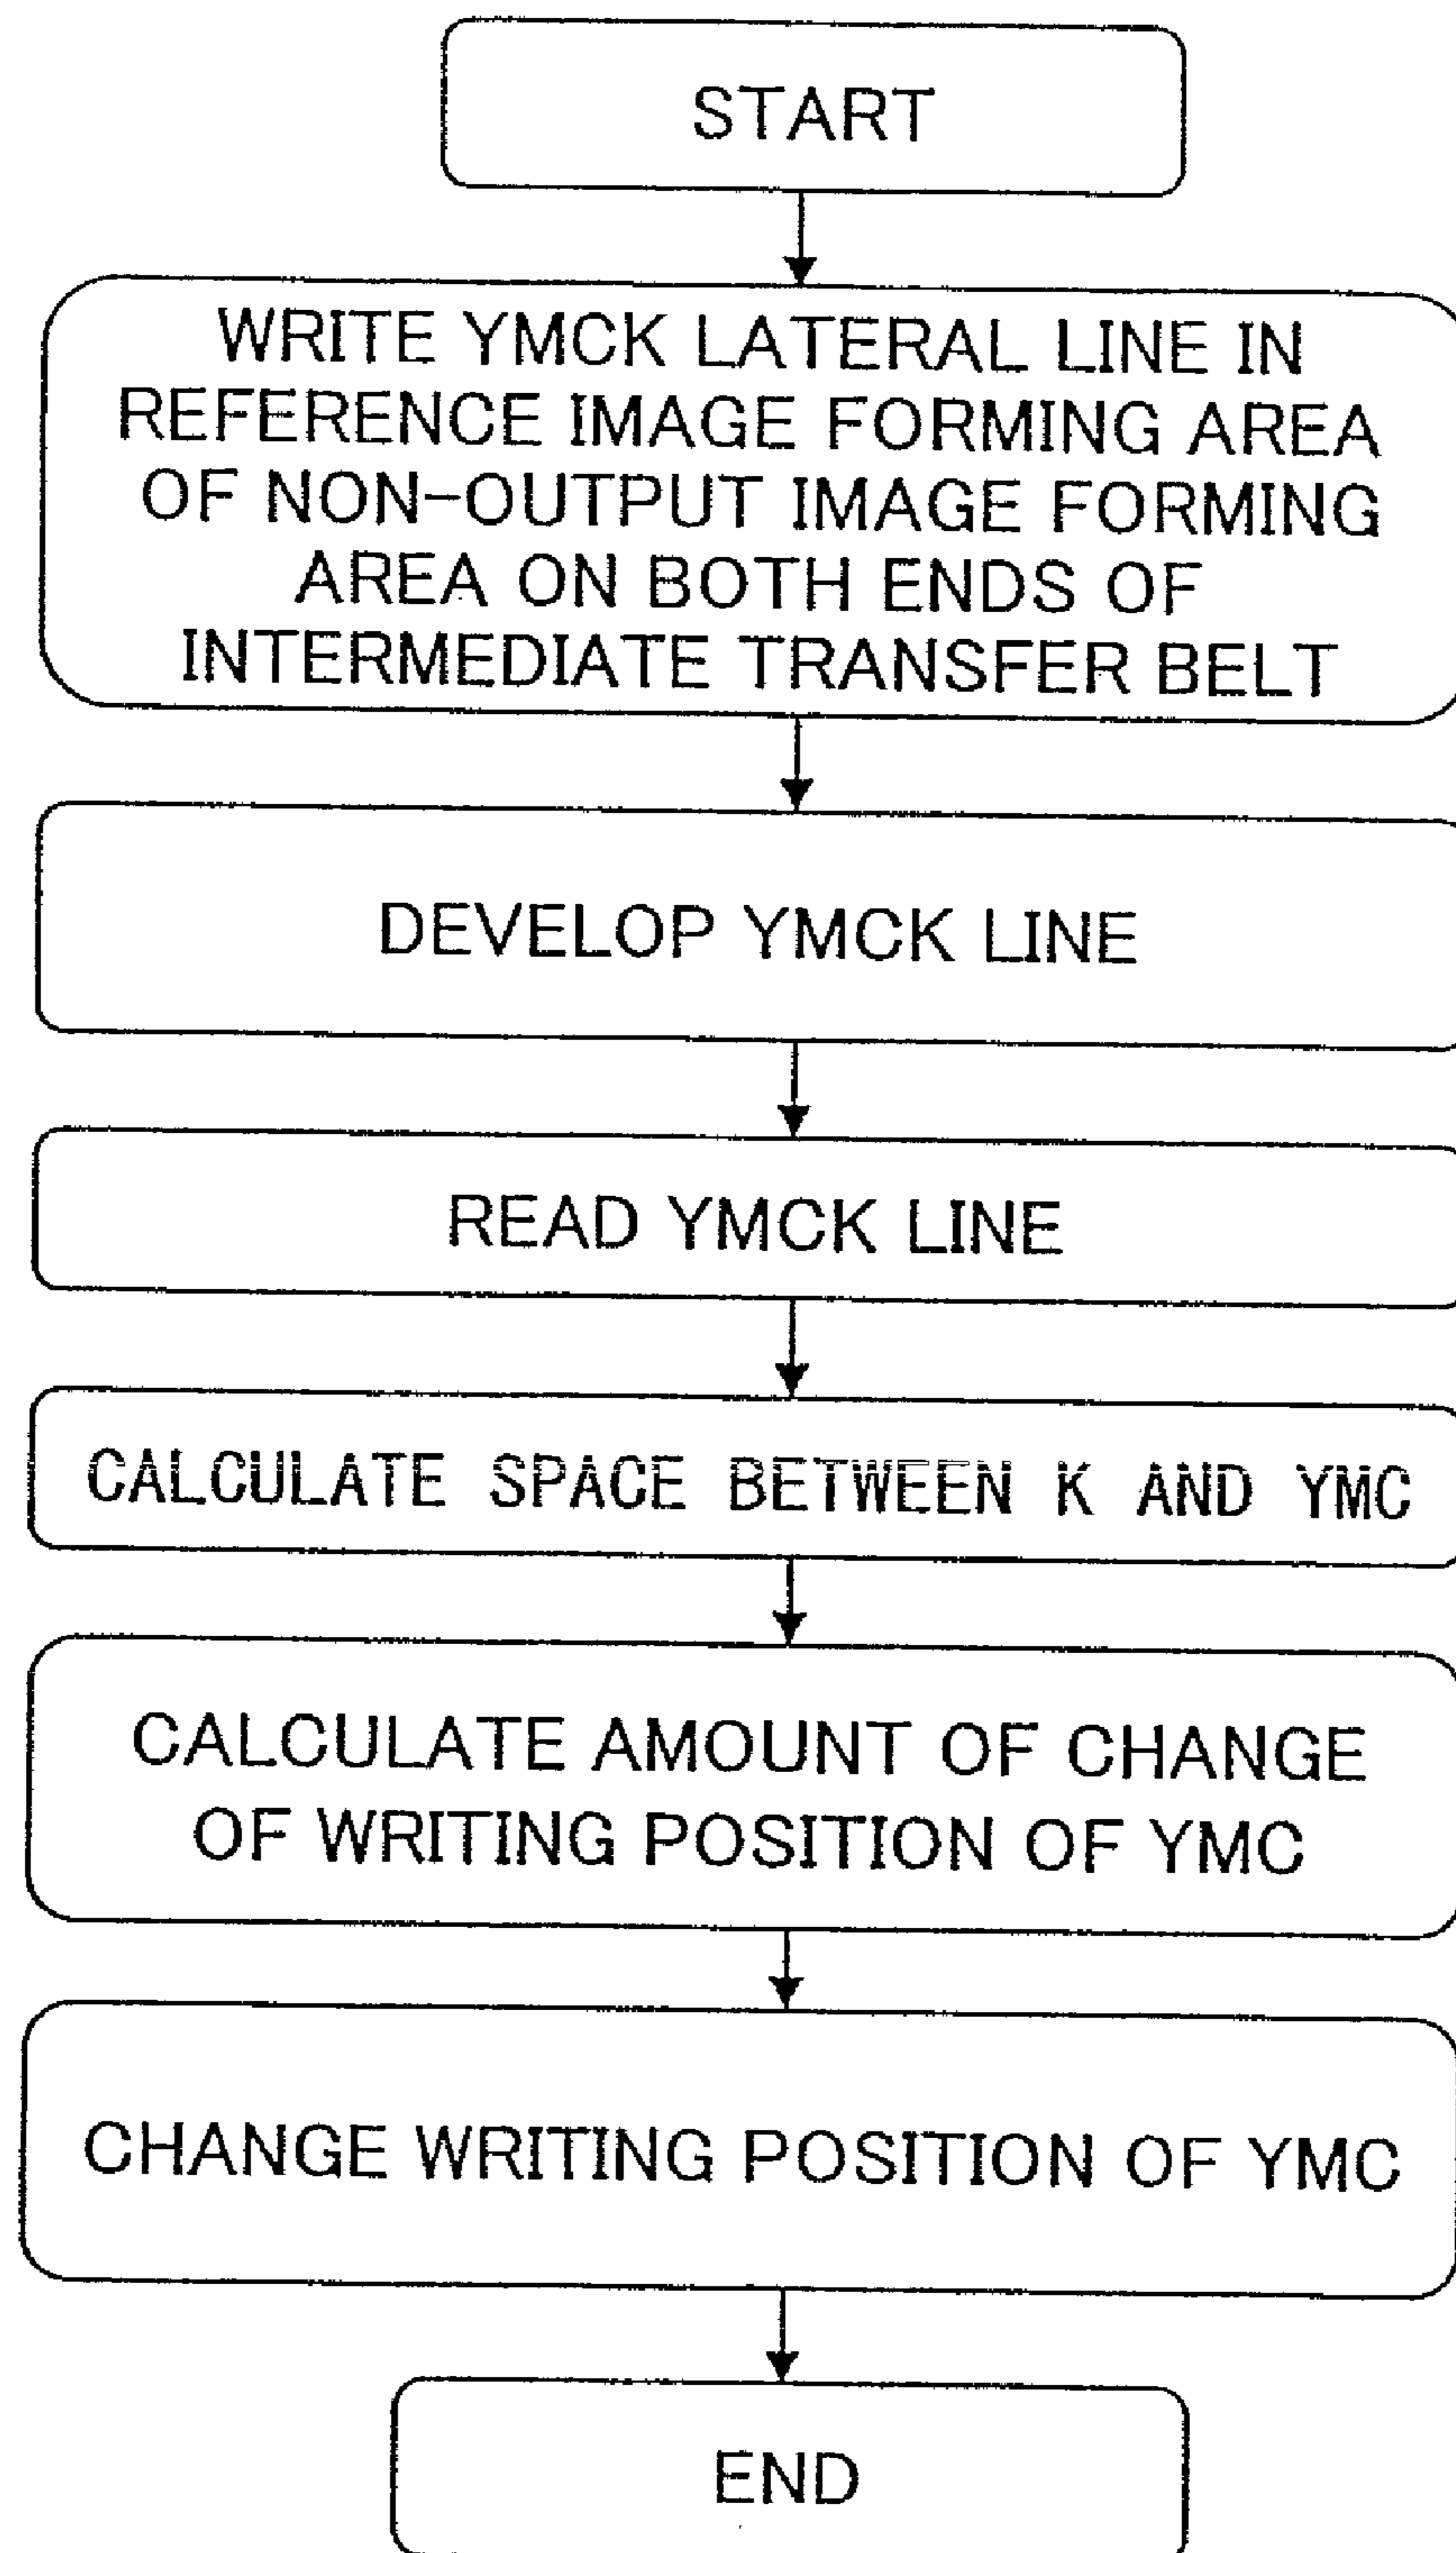 START
WRITE YMCK LATERAL LINE IN
REFERENCE IMAGE FORMING AREA
OF NON-OUTPUT IMAGE FORMING
AREA ON BOTH ENDS OF
INTERMEDIATE TRANSFER BELT
DEVELOP YMCK LINE
READ YMCK LINE
CALCULATE SPACE BETWEEN K AND YMC
CALCULATE AMOUNT OF CHANGE
OF WRITING POSITION OF YMC
CHANGE WRITING POSITION OF YMC
END